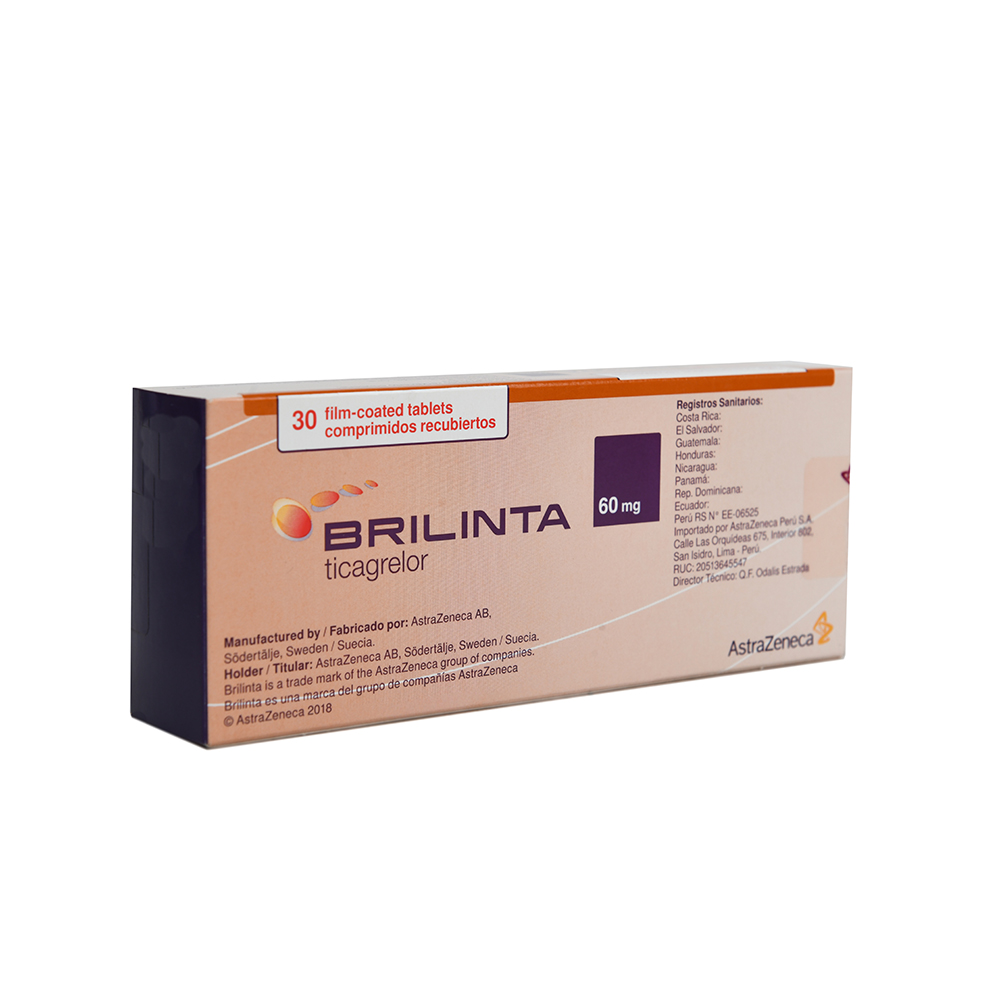 30 film-coated tablets
comprimidos recubiertos
BRILINTA
ticagrelor
60 mg
Registros Sanitarios:
Costa Rica:
El Salvador:
Guatemala:
Honduras:
Nicaragua:
Panamá:
Rep. Dominicana:
Ecuador:
Perú RS N° EE-06525
Importado por AstraZeneca Perú S.A.
Calle Las Orquídeas 675, Interior 802,
San Isidro, Lima - Perú
RUC: 20513645547
Director Técnico: Q.F. Odalis Estrada
Manufactured by / Fabricado por: AstraZeneca AB,
Södertälje, Sweden / Suecia.
Holder / Titular: AstraZeneca AB, Södertälje, Sweden / Suecia.
Brilinta is a trade mark of the AstraZeneca group of companies.
Brilinta es una marca del grupo de compañías AstraZeneca
© AstraZeneca 2018
AstraZeneca